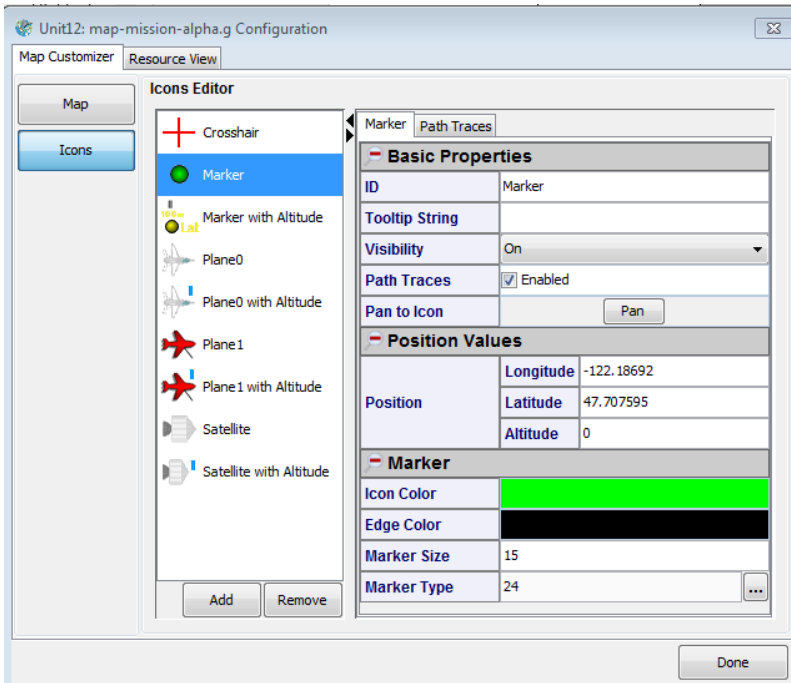 Unit12: map-mission-alpha.g Configuration
Map Customizer Resource View
Map
Icons
Icons Editor
Crosshair
Marker
Marker with Altitude
Plane0
Plane0 with Altitude
Plane1
Plane1 with Altitude
Satellite
Satellite with Altitude
Add Remove
Marker Path Traces
Basic Properties
ID Marker
Tooltip String
Visibility On
Path Traces Enabled
Pan to Icon Pan
Position Values
Position
Longitude -122.18692
Latitude 47.707595
Altitude 0
Marker
Icon Color
Edge Color
Marker Size 15
Marker Type 24 ...
Done